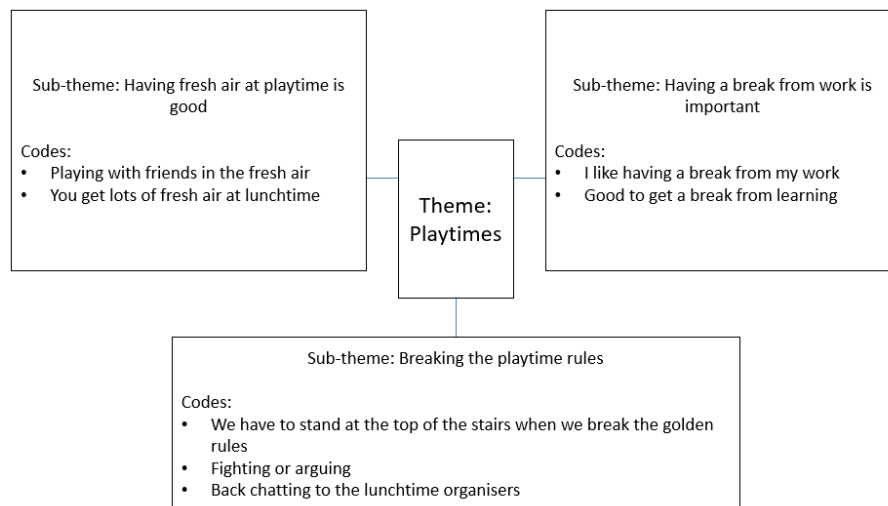 Sub-theme: Having fresh air at playtime is
good
Codes:
• Playing with friends in the fresh air
• You get lots of fresh air at lunchtime
Theme:
Playtimes
Sub-theme: Having a break from work is
important
Codes:
• I like having a break from my work
• Good to get a break from learning
Sub-theme: Breaking the playtime rules
Codes:
• We have to stand at the top of the stairs when we break the golden
rules
• Fighting or arguing
• Back chatting to the lunchtime organisers